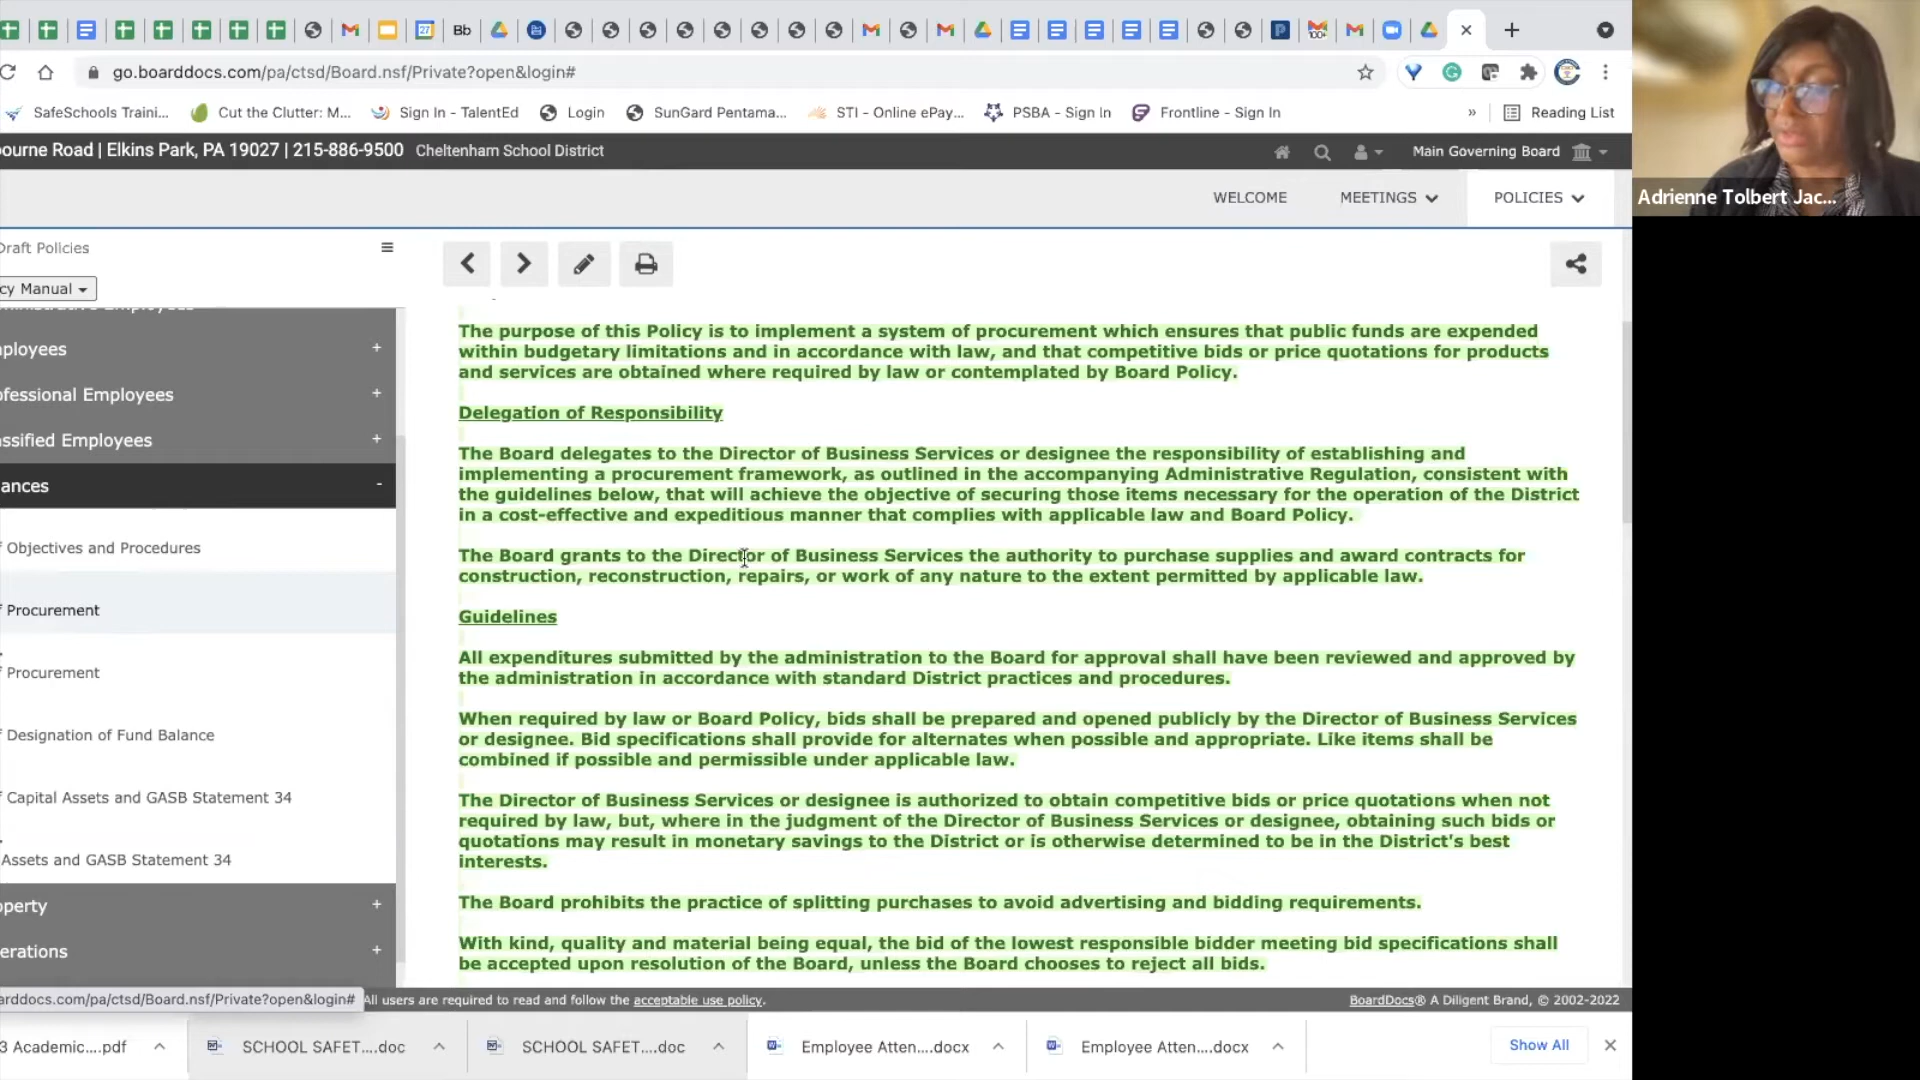 27
Bb
P
100+
go.boarddocs.com/pa/ctsd/Board.nsf/Private?open&login#
SafeSchools Traini...
Cut the Clutter: M...
Sign In - TalentEd
Login
SunGard Pentama...
STI - Online ePay...
PSBA - Sign In
Frontline - Sign In
»
Reading List
ourne Road | Elkins Park, PA 19027 | 215-886-9500 Cheltenham School District
Main Governing Board
Adrienne Tolbert Jac...
WELCOME
MEETINGS
POLICIES
Draft Policies
cy Manual
ployees +
ofessional Employees +
ssified Employees +
ances -
f Objectives and Procedures
f Procurement
f Procurement
f Designation of Fund Balance
f Capital Assets and GASB Statement 34
Assets and GASB Statement 34
operty +
erations +
The purpose of this Policy is to implement a system of procurement which ensures that public funds are expended
within budgetary limitations and in accordance with law, and that competitive bids or price quotations for products
and services are obtained where required by law or contemplated by Board Policy.
Delegation of Responsibility
The Board delegates to the Director of Business Services or designee the responsibility of establishing and
implementing a procurement framework, as outlined in the accompanying Administrative Regulation, consistent with
the guidelines below, that will achieve the objective of securing those items necessary for the operation of the District
in a cost-effective and expeditious manner that complies with applicable law and Board Policy.
The Board grants to the Director of Business Services the authority to purchase supplies and award contracts for
construction, reconstruction, repairs, or work of any nature to the extent permitted by applicable law.
Guidelines
All expenditures submitted by the administration to the Board for approval shall have been reviewed and approved by
the administration in accordance with standard District practices and procedures.
When required by law or Board Policy, bids shall be prepared and opened publicly by the Director of Business Services
or designee. Bid specifications shall provide for alternates when possible and appropriate. Like items shall be
combined if possible and permissible under applicable law.
The Director of Business Services or designee is authorized to obtain competitive bids or price quotations when not
required by law, but, where in the judgment of the Director of Business Services or designee, obtaining such bids or
quotations may result in monetary savings to the District or is otherwise determined to be in the District's best
interests.
The Board prohibits the practice of splitting purchases to avoid advertising and bidding requirements.
With kind, quality and material being equal, the bid of the lowest responsible bidder meeting bid specifications shall
be accepted upon resolution of the Board, unless the Board chooses to reject all bids.
arddocs.com/pa/ctsd/Board.nsf/Private?open&login#
All users are required to read and follow the acceptable use policy.
BoardDocs® A Diligent Brand, © 2002-2022
3 Academic....pdf
SCHOOL SAFET....doc
SCHOOL SAFET....doc
Employee Atten....docx
Employee Atten....docx
Show All